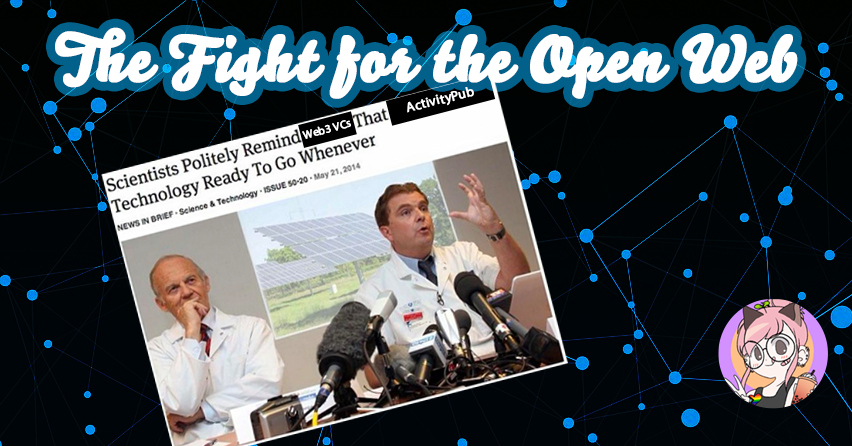 The Fight for the Open Web
Scientists Politely Remind Web3 VCs That ActivityPub
Technology Ready To Go Whenever
NEWS IN BRIEF • Science & Technology • ISSUE 50•20 • May 21, 2014